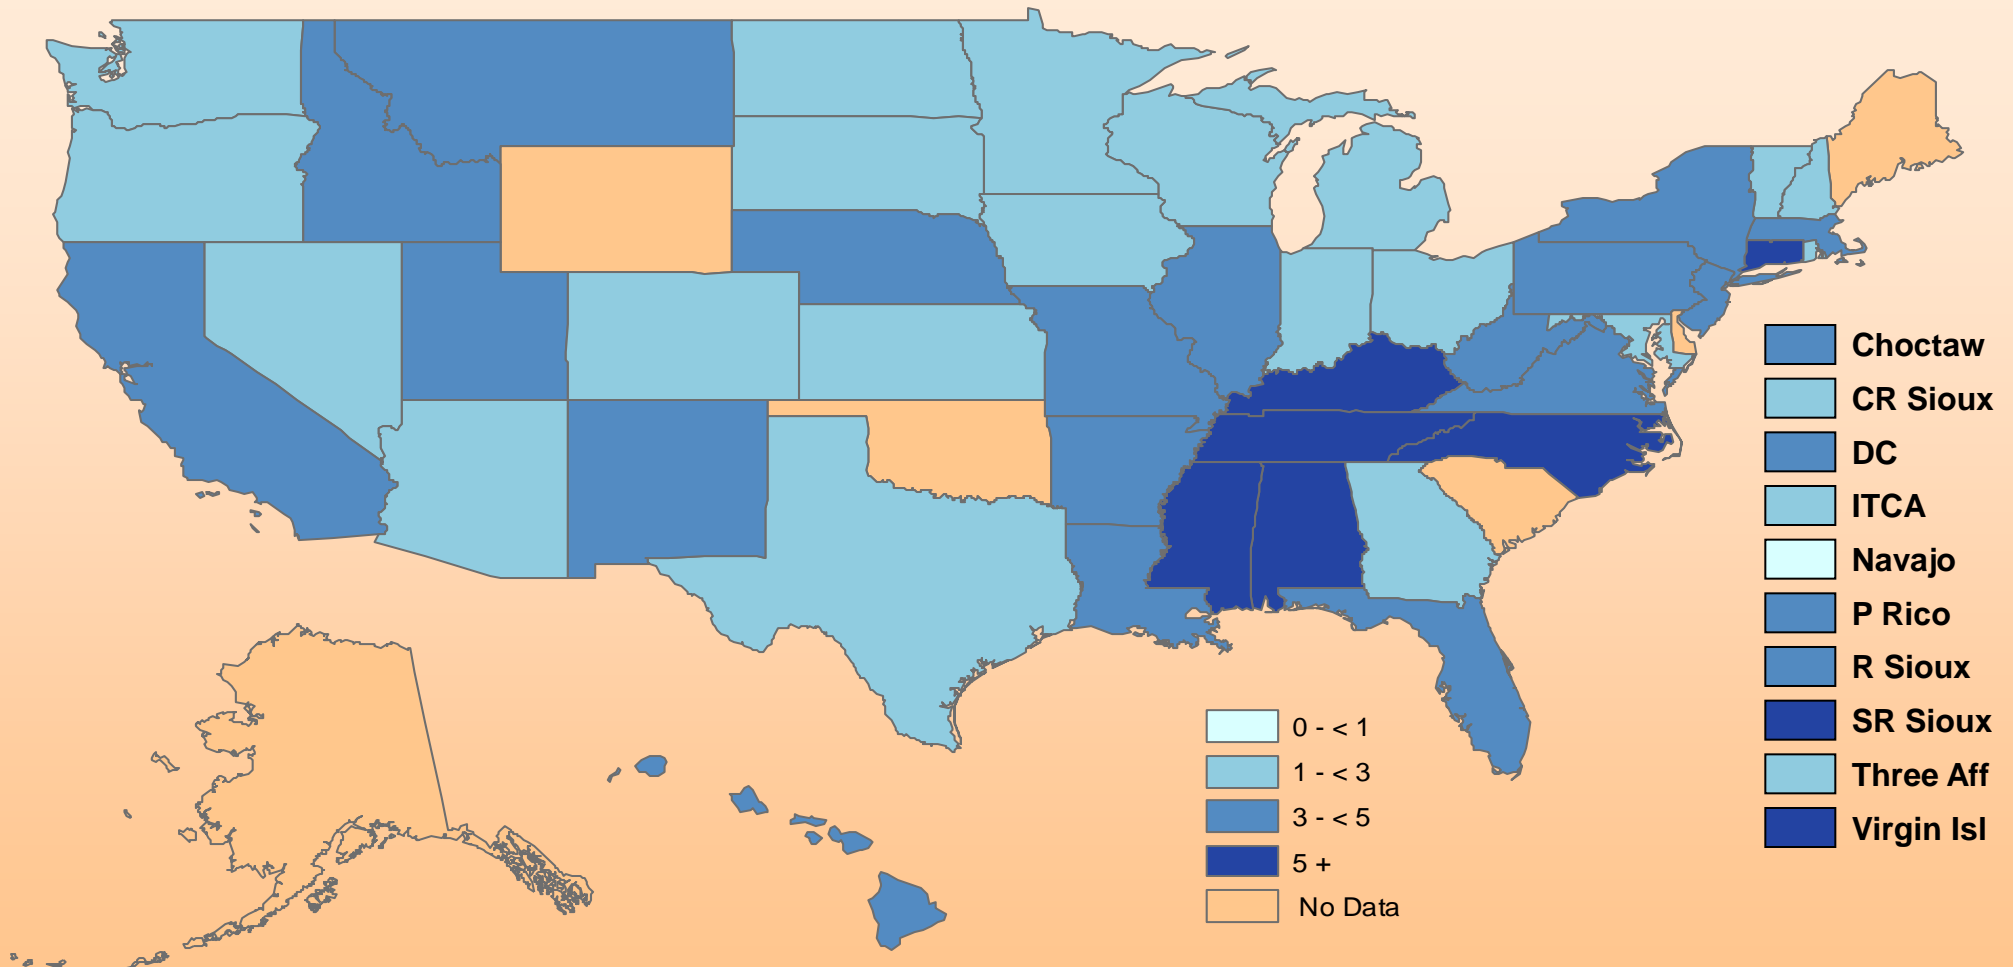 Choctaw
CR Sioux
DC
ITCA
Navajo
P Rico
R Sioux
SR Sioux
Three Aff
Virgin Isl
0 - < 1
1 - < 3
3 - < 5
5 +
No Data